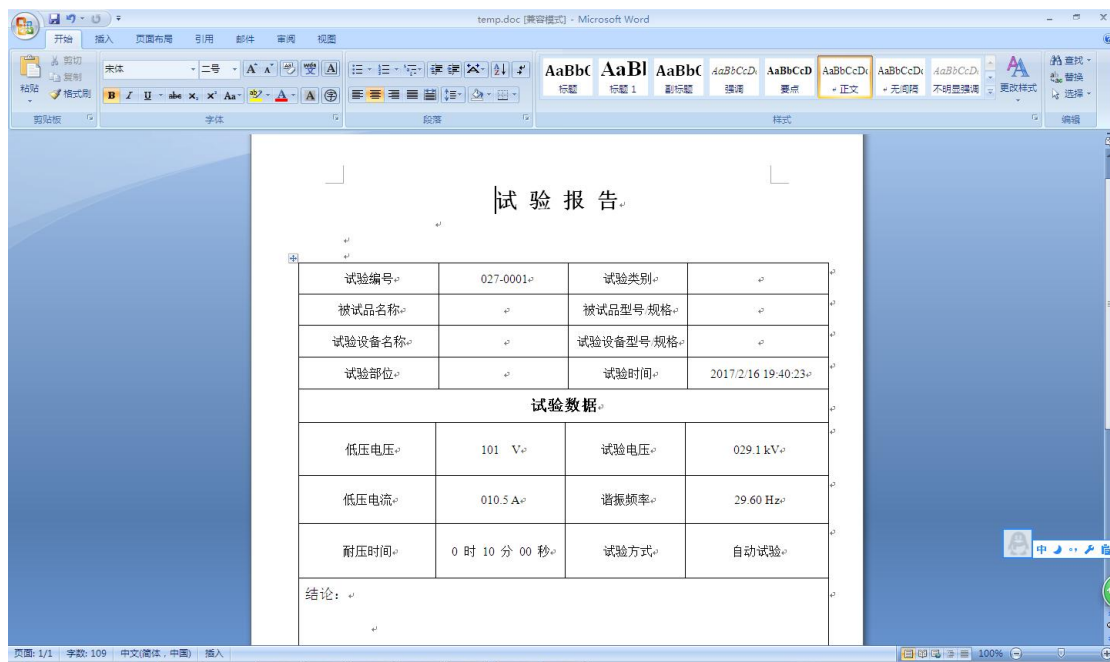 temp.doc [兼容模式] - Microsoft Word
开始 插入 页面布局 引用 邮件 审阅 视图
粘贴 剪切 复制 格式刷
宋体 二号
B I U abe x, x' Aa A
AaBbC AaBl AaBbC AaBbCcDc AaBbCcD AaBbCcDc AaBbCcDc AaBbCcDc
标题 标题 1 副标题 强调 要点 正文 无间隔 不明显强调 更改样式
查找 替换 选择
剪贴板 字体 段落 样式 编辑
试 验 报 告
试验编号 027-0001 试验类别
被试品名称 被试品型号/规格
试验设备名称 试验设备型号/规格
试验部位 试验时间 2017/2/16 19:40:23
试验数据
低压电压 101 V 试验电压 029.1 kV
低压电流 010.5 A 谐振频率 29.60 Hz
耐压时间 0 时 10 分 00 秒 试验方式 自动试验
结论：
中
页面: 1/1 字数: 109 中文(简体，中国) 插入 100%